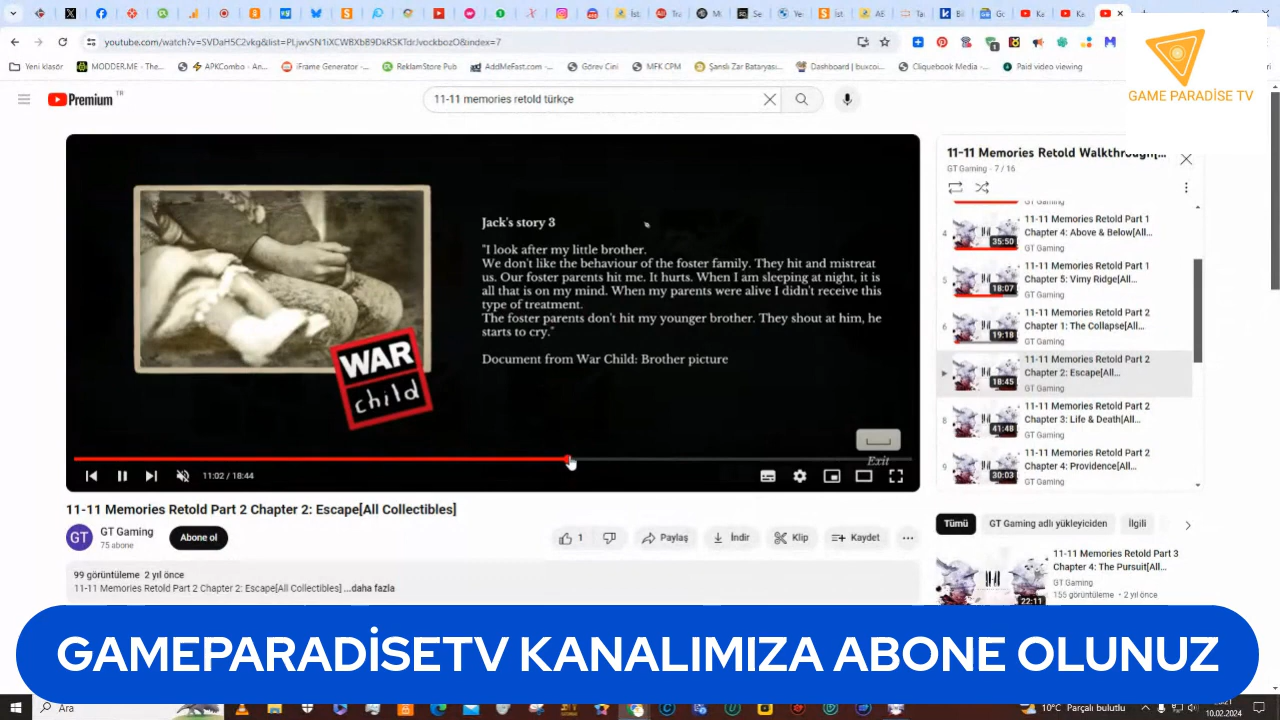 youtube.com/watch?v=SVDaH5C2vkg&list=PLjwvSN1iXCWBXbB9DkRSKTdrJvockbozO&index=7
Yeni klasör
MODDER.ME - The...
APKCombo - An...
iFrame Generator -...
ReklamStore Pub
AddMeFast.com -...
Görev Cini
MFK CPM
Şanslı Zar Bataryası...
Dashboard | buxcoi...
Cliquebook Media -...
Paid video viewing
GAME PARADİSE TV
Premium TR
11-11 memories retold türkçe
Jack's story 3
"I look after my little brother.
We don't like the behaviour of the foster family. They hit and mistreat
us. Our foster parents hit me. It hurts. When I am sleeping at night, it is
all that is on my mind. When my parents were alive I didn't receive this
type of treatment.
The foster parents don't hit my younger brother. They shout at him, he
starts to cry."
Document from War Child: Brother picture
WAR
child
Exit
11:02 / 18:44
11-11 Memories Retold Walkthrough[...
GT Gaming - 7 / 16
GT Gaming
4
35:50
11-11 Memories Retold Part 1
Chapter 4: Above & Below[All...
GT Gaming
5
18:07
11-11 Memories Retold Part 1
Chapter 5: Vimy Ridge[All...
GT Gaming
6
19:18
11-11 Memories Retold Part 2
Chapter 1: The Collapse[All...
GT Gaming
18:45
11-11 Memories Retold Part 2
Chapter 2: Escape[All...
GT Gaming
8
41:48
11-11 Memories Retold Part 2
Chapter 3: Life & Death[All...
GT Gaming
9
30:03
11-11 Memories Retold Part 2
Chapter 4: Providence[All...
GT Gaming
11-11 Memories Retold Part 2 Chapter 2: Escape[All Collectibles]
GT
GT Gaming
75 abone
Abone ol
1
Paylaş
İndir
Klip
Kaydet
99 görüntüleme 2 yıl önce
11-11 Memories Retold Part 2 Chapter 2: Escape[All Collectibles] ...daha fazla
Tümü
GT Gaming adlı yükleyiciden
İlgili
11-11 Memories Retold Part 3
Chapter 4: The Pursuit[All...
GT Gaming
155 görüntüleme • 2 yıl önce
22:11
GAMEPARADİSETV KANALIMIZA ABONE OLUNUZ
Ara
10°C Parçalı bulutlu
10.02.2024